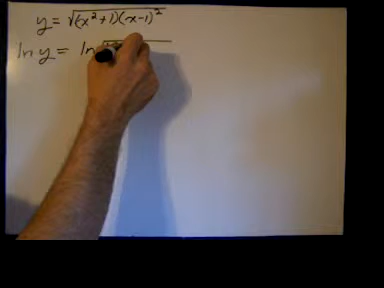 y = √(x²+1)(x-1)²
ln y = ln √